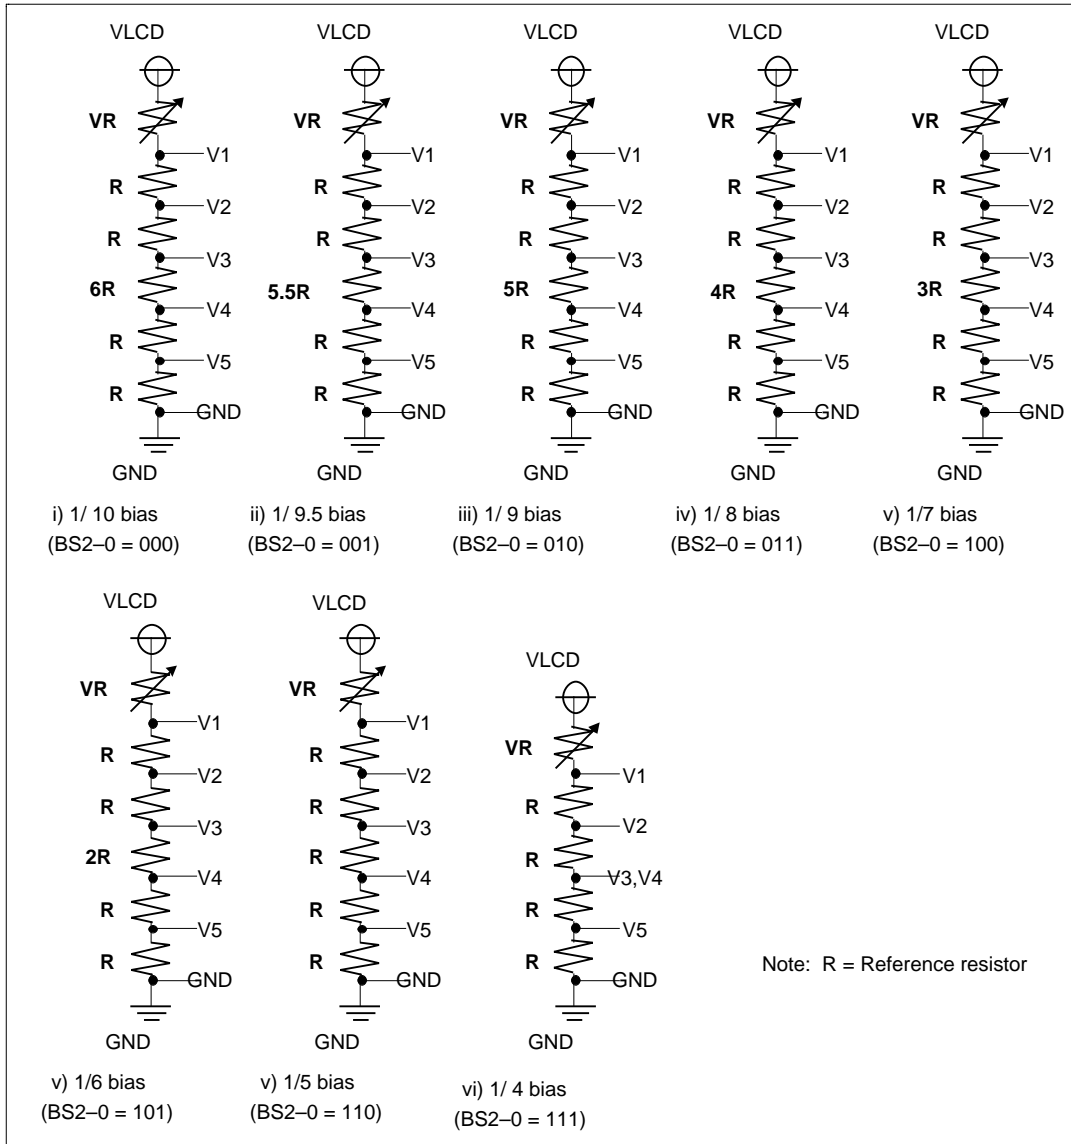 VLCD
VR
V1
R
V2
R
V3
6R
V4
R
V5
R
GND
GND
i) 1/ 10 bias
(BS2–0 = 000)
VLCD
VR
V1
R
V2
R
V3
5.5R
V4
R
V5
R
GND
GND
ii) 1/ 9.5 bias
(BS2–0 = 001)
VLCD
VR
V1
R
V2
R
V3
5R
V4
R
V5
R
GND
GND
iii) 1/ 9 bias
(BS2–0 = 010)
VLCD
VR
V1
R
V2
R
V3
4R
V4
R
V5
R
GND
GND
iv) 1/ 8 bias
(BS2–0 = 011)
VLCD
VR
V1
R
V2
R
V3
3R
V4
R
V5
R
GND
GND
v) 1/7 bias
(BS2–0 = 100)
VLCD
VR
V1
R
V2
R
V3
2R
V4
R
V5
R
GND
GND
v) 1/6 bias
(BS2–0 = 101)
VLCD
VR
V1
R
V2
R
V3
R
V4
R
V5
R
GND
GND
v) 1/5 bias
(BS2–0 = 110)
VLCD
VR
V1
R
V2
R
V3,V4
R
V5
R
GND
GND
vi) 1/ 4 bias
(BS2–0 = 111)
Note: R = Reference resistor